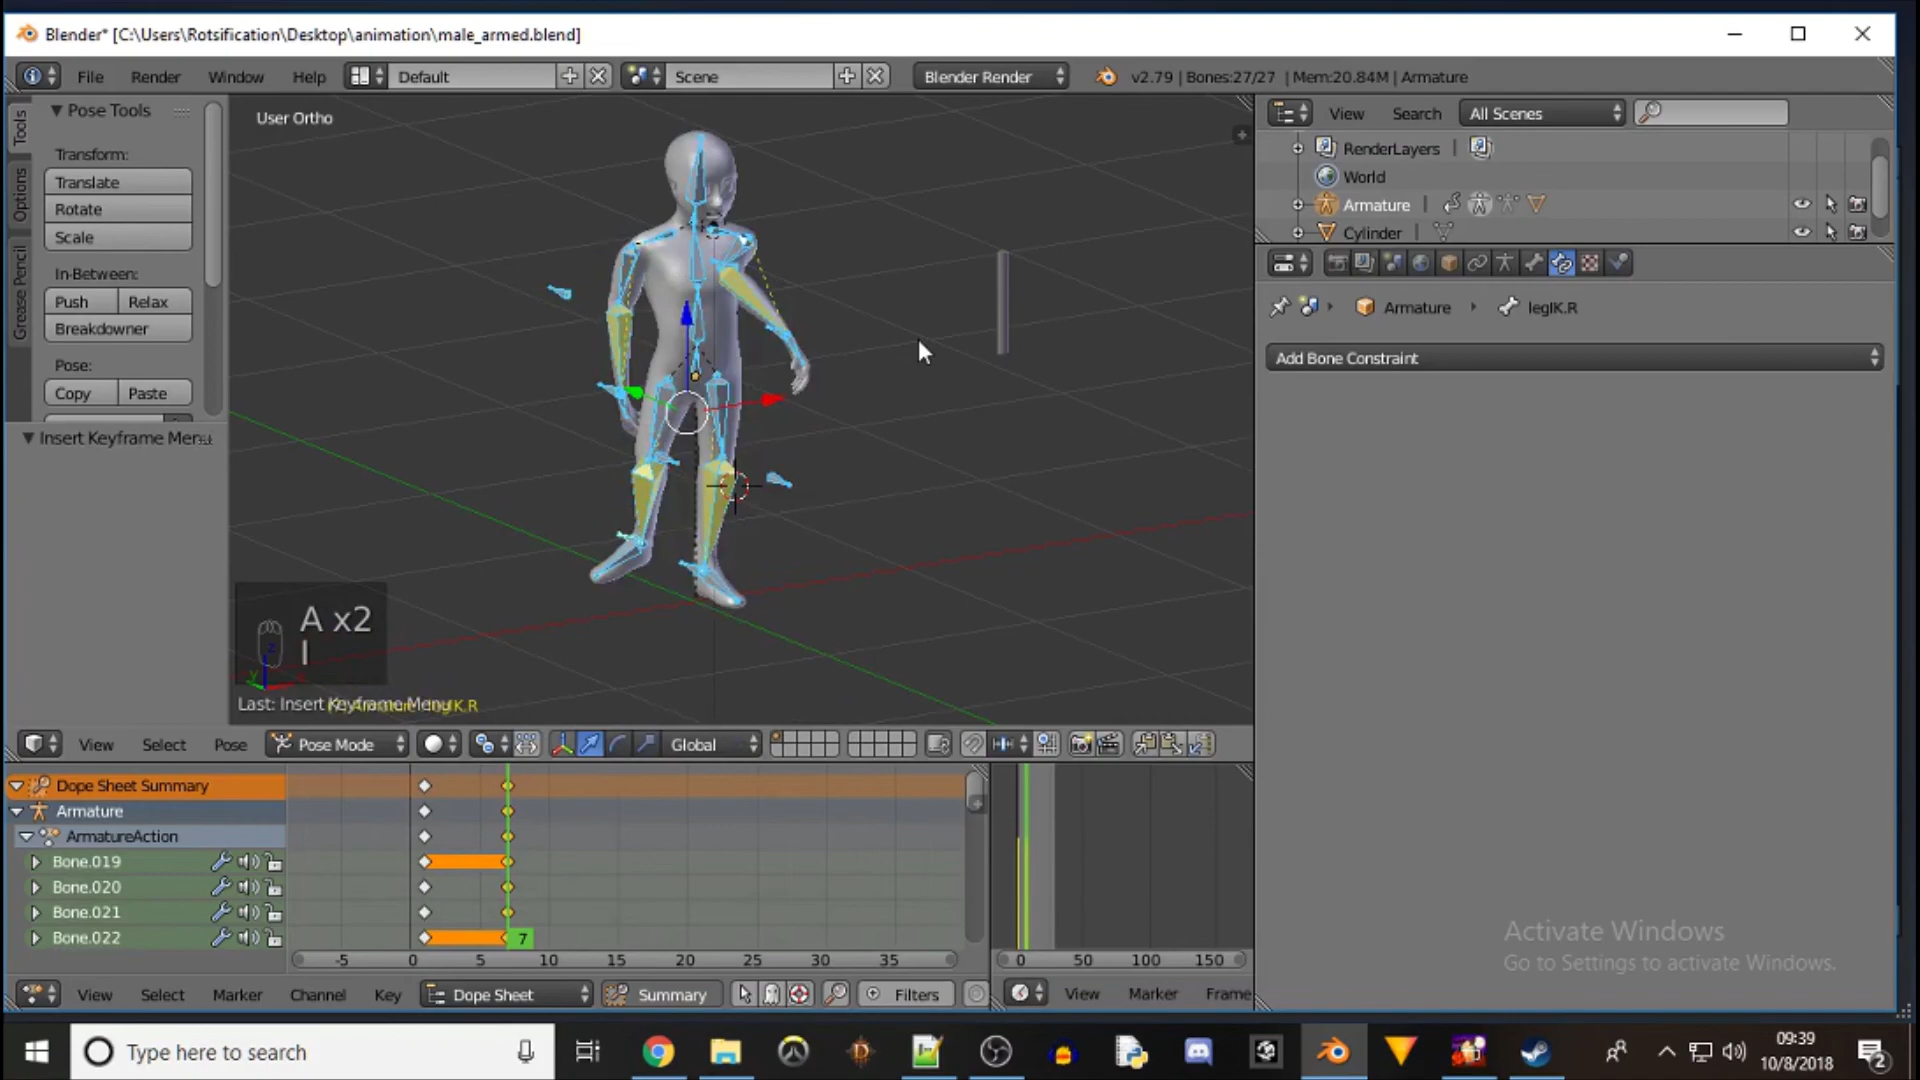 Blender* [C:\Users\Rotsification\Desktop\animation\male_armed.blend]
File Render Window Help Default Scene Blender Render v2.79 | Bones:27/27 | Mem:20.84M | Armature
Tools
Options
Grease Pencil
Pose Tools
Transform:
Translate
Rotate
Scale
In-Between:
Push Relax
Breakdowner
Pose:
Copy Paste
Insert Keyframe Menu
User Ortho
A x2
I
Last: Insert Keyframe Menu
View Select Pose Pose Mode Global
View Search All Scenes
RenderLayers
World
Armature
Cylinder
Armature legIK.R
Add Bone Constraint
Dope Sheet Summary
Armature
ArmatureAction
Bone.019
Bone.020
Bone.021
Bone.022
7
-5 0 5 10 15 20 25 30 35
0 50 100 150
View Select Marker Channel Key Dope Sheet Summary Filters
View Marker Frame
Activate Windows
Go to Settings to activate Windows.
Type here to search
09:39
10/8/2018
2